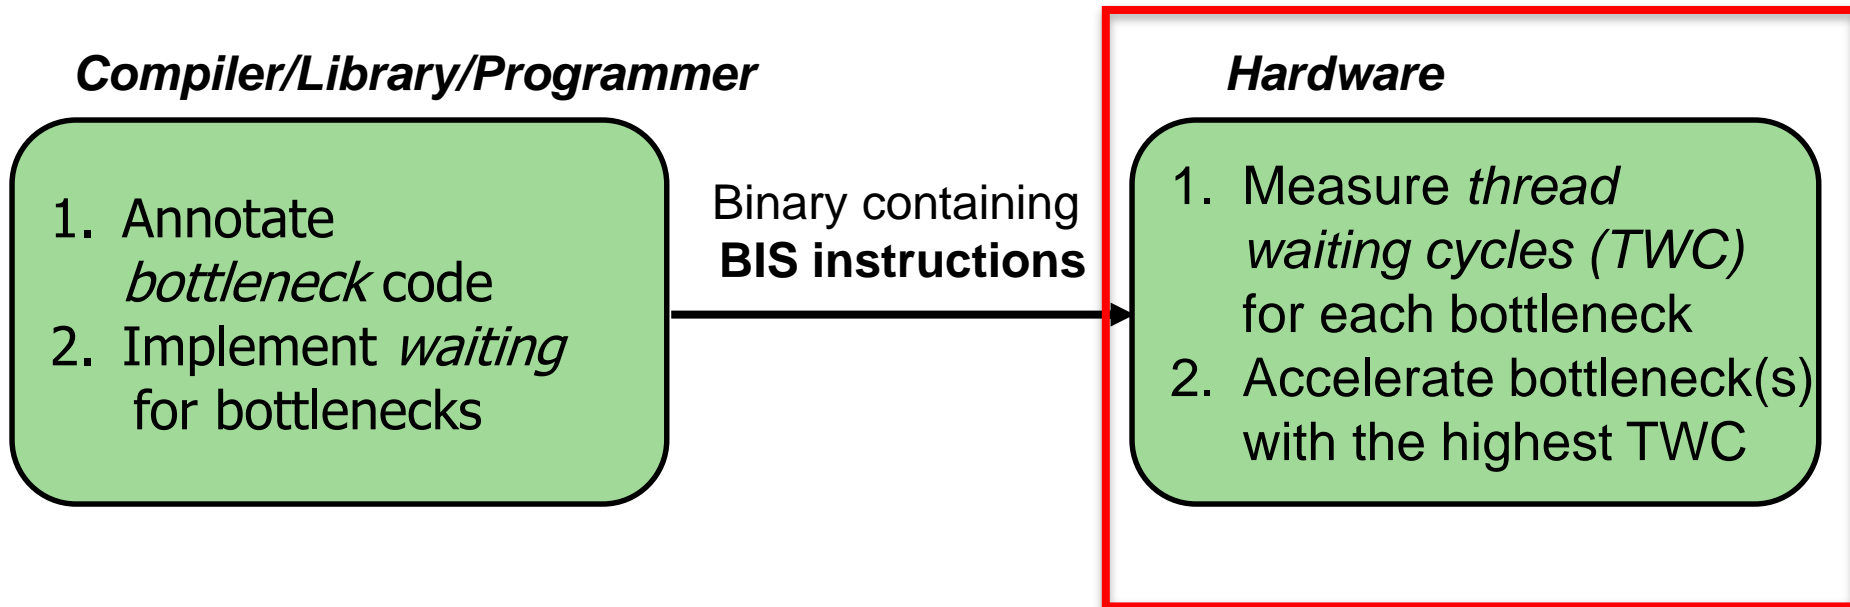 Compiler/Library/Programmer
1. Annotate
bottleneck code
2. Implement waiting
for bottlenecks
Binary containing
BIS instructions
Hardware
1. Measure thread
waiting cycles (TWC)
for each bottleneck
2. Accelerate bottleneck(s)
with the highest TWC